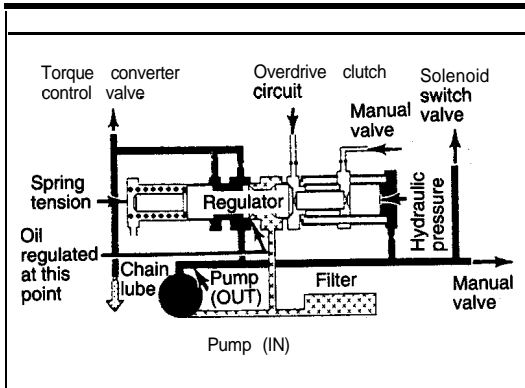 Torque converter
control valve
Overdrive clutch
circuit
Solenoid
switch
valve
Manual
valve
Spring
tension
Regulator
Hydraulic
pressure
Oil
regulated
at this
point
Chain
lube
Pump
(OUT)
Filter
Manual
valve
Pump (IN)